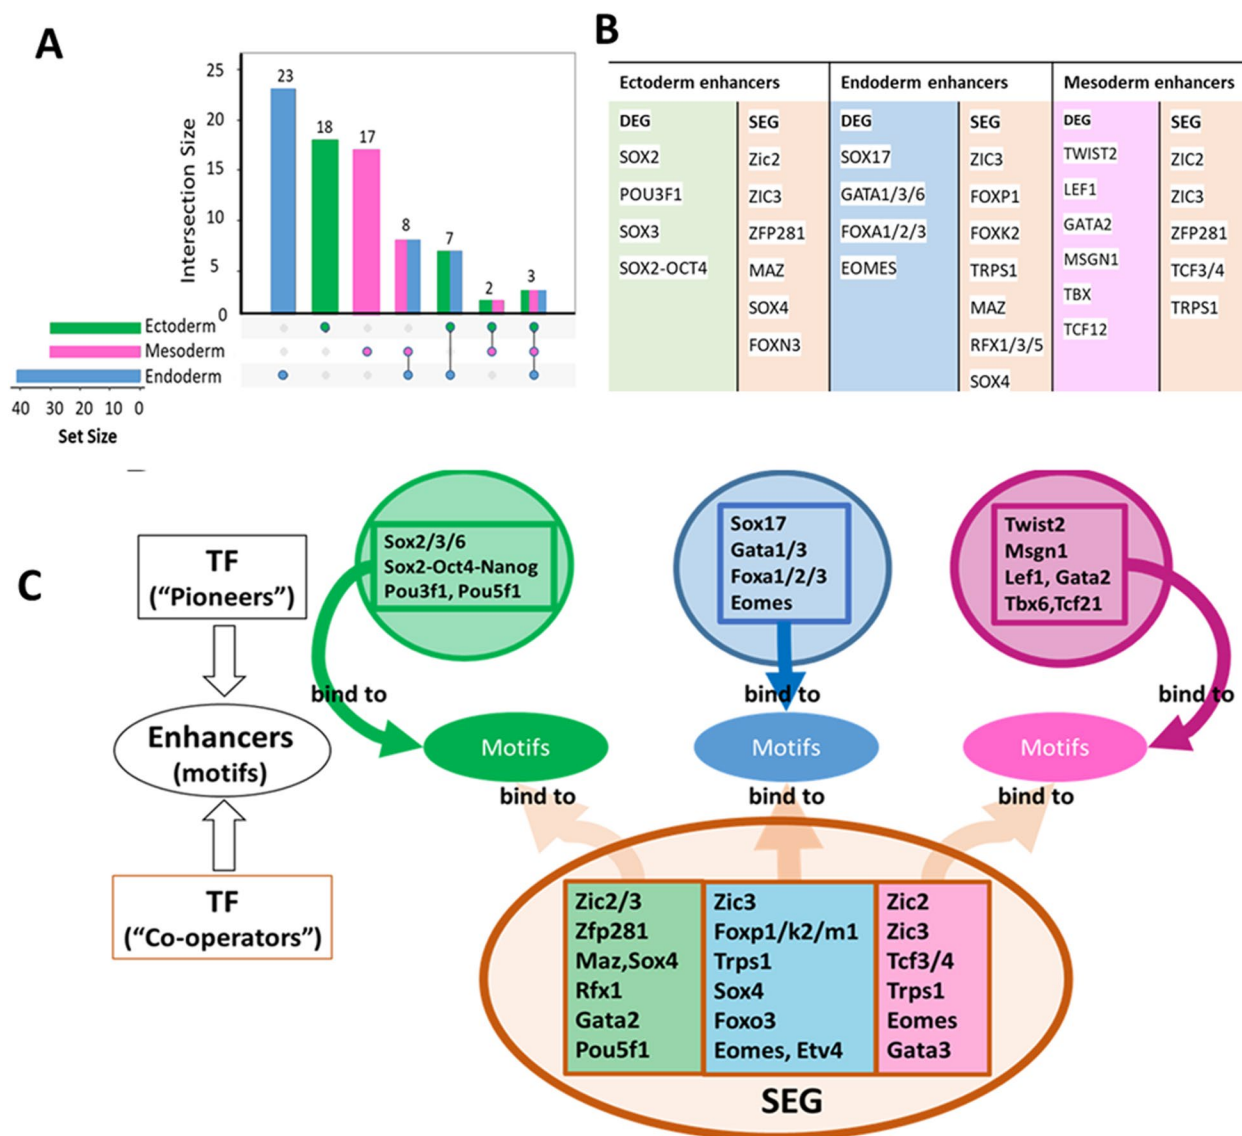 A
Intersection Size
25
20
15
10
5
0
23
18
17
8
7
2
3
Ectoderm
Mesoderm
Endoderm
40 30 20 10 0
Set Size
B
Ectoderm enhancers
Endoderm enhancers
Mesoderm enhancers
DEG
SOX2
POU3F1
SOX3
SOX2-OCT4
SEG
Zic2
ZIC3
ZFP281
MAZ
SOX4
FOXN3
DEG
SOX17
GATA1/3/6
FOXA1/2/3
EOMES
SEG
ZIC3
FOXP1
FOXK2
TRPS1
MAZ
RFX1/3/5
SOX4
DEG
TWIST2
LEF1
GATA2
MSGN1
TBX
TCF12
SEG
ZIC2
ZIC3
ZFP281
TCF3/4
TRPS1
C
TF
("Pioneers")
Enhancers
(motifs)
TF
("Co-operators")
Sox2/3/6
Sox2-Oct4-Nanog
Pou3f1, Pou5f1
bind to
Motifs
bind to
Sox17
Gata1/3
Foxa1/2/3
Eomes
bind to
Motifs
bind to
Twist2
Msgn1
Lef1, Gata2
Tbx6,Tcf21
bind to
Motifs
bind to
Zic2/3
Zfp281
Maz,Sox4
Rfx1
Gata2
Pou5f1
Zic3
Foxp1/k2/m1
Trps1
Sox4
Foxo3
Eomes, Etv4
Zic2
Zic3
Tcf3/4
Trps1
Eomes
Gata3
SEG